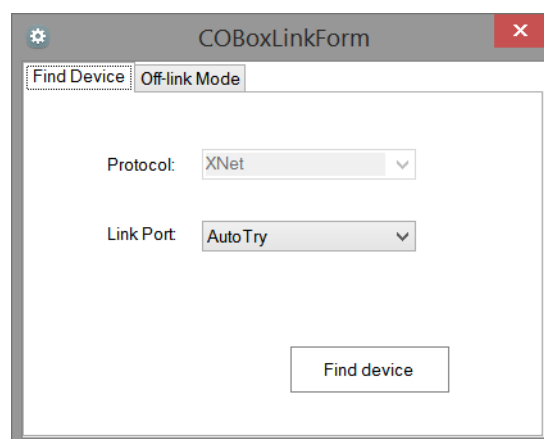 COBoxLinkForm
Find Device Off-link Mode
Protocol: XNet
Link Port: AutoTry
Find device